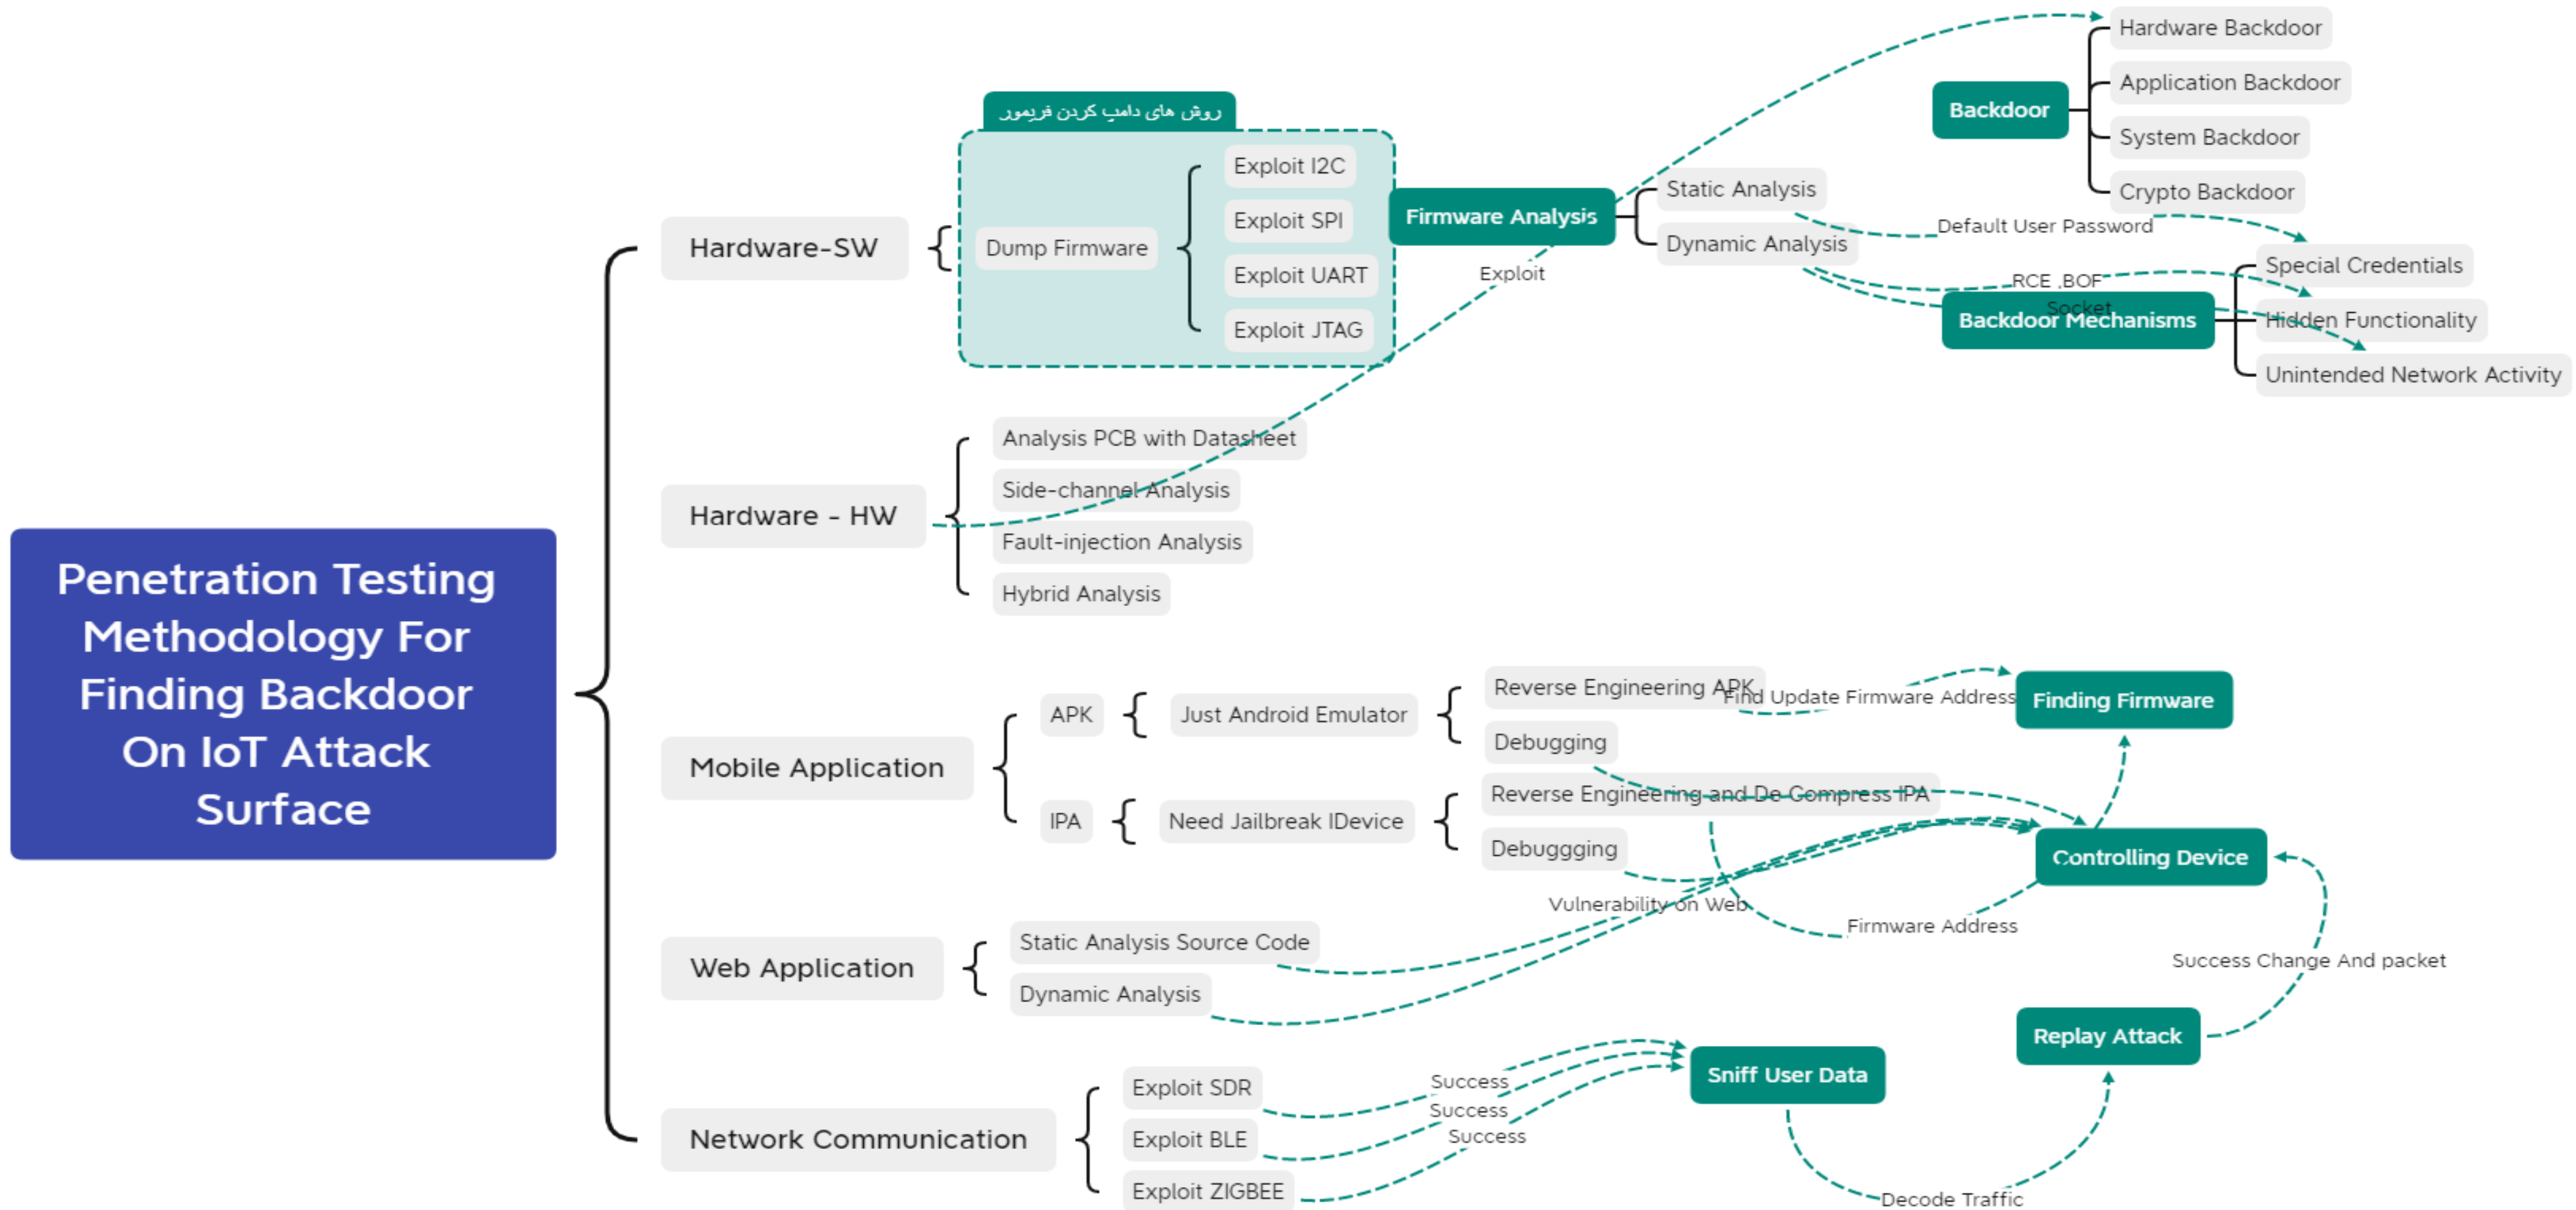 Penetration Testing
Methodology For
Finding Backdoor
On IoT Attack
Surface
Hardware-SW
روش های دامپ کردن فریمور
Dump Firmware
Exploit I2C
Exploit SPI
Exploit UART
Exploit JTAG
Firmware Analysis
Static Analysis
Dynamic Analysis
Exploit
Backdoor
Hardware Backdoor
Application Backdoor
System Backdoor
Crypto Backdoor
Default User Password
RCE ,BOF
Socket
Backdoor Mechanisms
Special Credentials
Hidden Functionality
Unintended Network Activity
Hardware - HW
Analysis PCB with Datasheet
Side-channel Analysis
Fault-injection Analysis
Hybrid Analysis
Mobile Application
APK
Just Android Emulator
Reverse Engineering APK
Debugging
Find Update Firmware Address
Finding Firmware
IPA
Need Jailbreak IDevice
Reverse Engineering and De Compress IPA
Debuggging
Controlling Device
Vulnerability on Web
Firmware Address
Web Application
Static Analysis Source Code
Dynamic Analysis
Success Change And packet
Replay Attack
Network Communication
Exploit SDR
Exploit BLE
Exploit ZIGBEE
Success
Success
Success
Sniff User Data
Decode Traffic